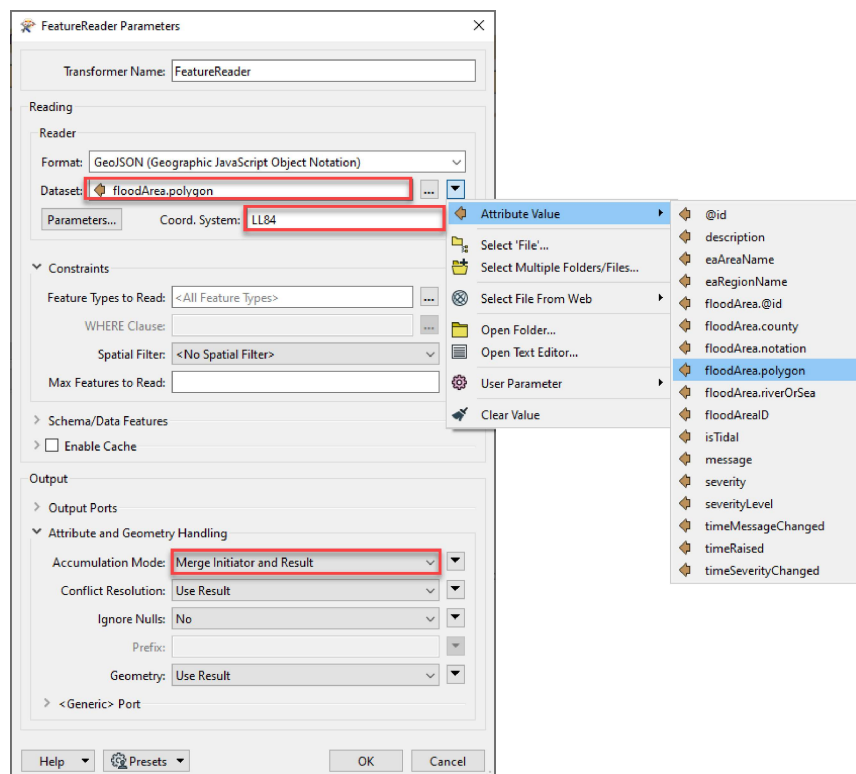 FeatureReader Parameters
Transformer Name: FeatureReader
Reading
Reader
Format: GeoJSON (Geographic JavaScript Object Notation)
Dataset: floodArea.polygon ...
Parameters... Coord. System: LL84
Constraints
Feature Types to Read: <All Feature Types> ...
WHERE Clause: ...
Spatial Filter: <No Spatial Filter>
Max Features to Read:
Schema/Data Features
Enable Cache
Output
Output Ports
Attribute and Geometry Handling
Accumulation Mode: Merge Initiator and Result
Conflict Resolution: Use Result
Ignore Nulls: No
Prefix:
Geometry: Use Result
<Generic> Port
Help Presets OK Cancel
Attribute Value
Select 'File'...
Select Multiple Folders/Files...
Select File From Web
Open Folder...
Open Text Editor...
User Parameter
Clear Value
@id
description
eaAreaName
eaRegionName
floodArea.@id
floodArea.county
floodArea.notation
floodArea.polygon
floodArea.riverOrSea
floodAreaID
isTidal
message
severity
severityLevel
timeMessageChanged
timeRaised
timeSeverityChanged